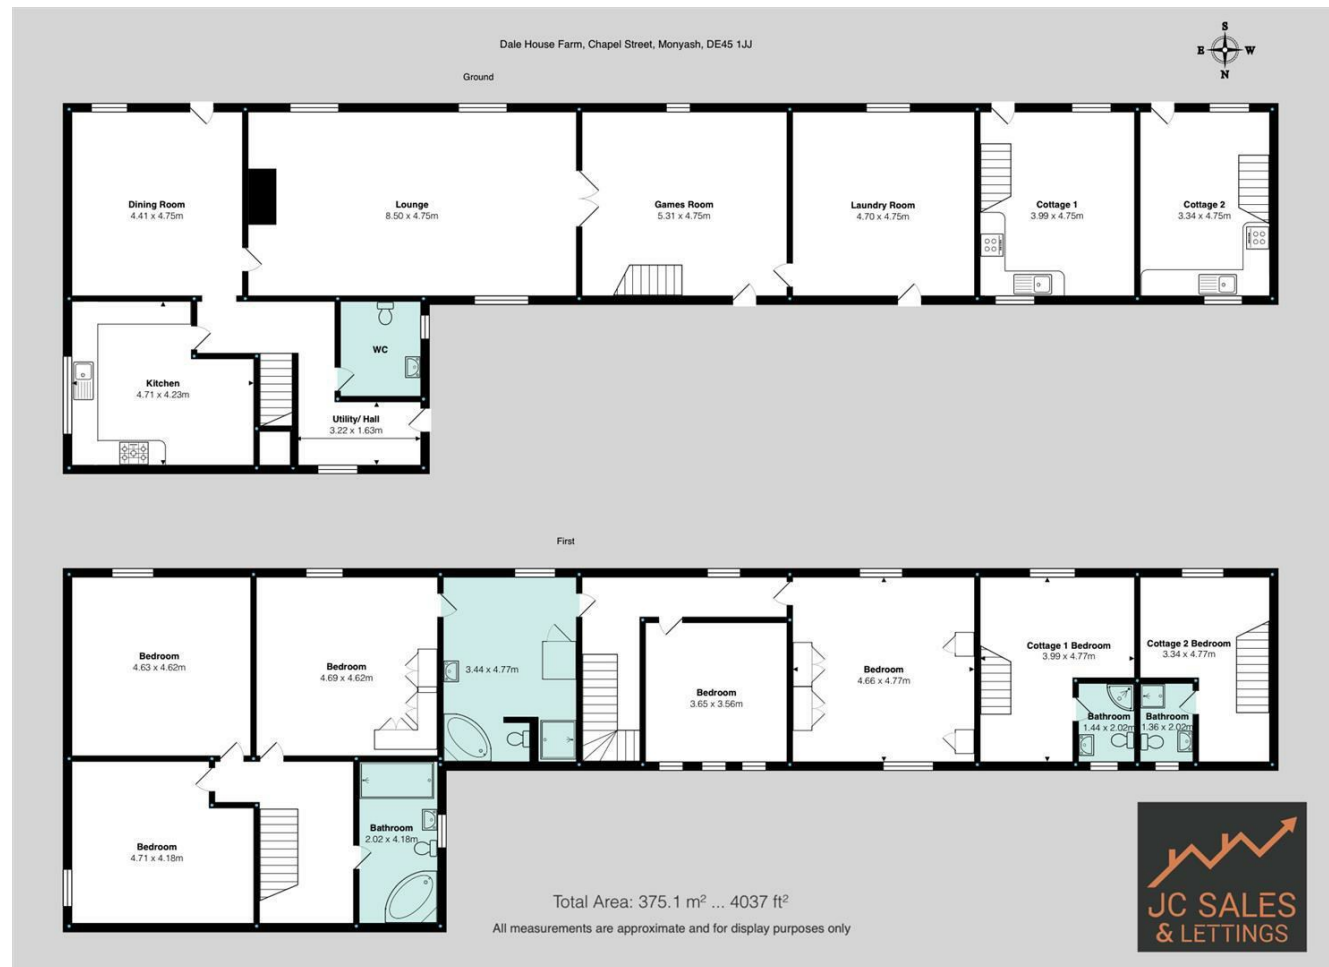 Dale House Farm, Chapel Street, Monyash, DE45 1JJ
S
E W
N
Ground
Dining Room
4.41 x 4.75m
Lounge
8.50 x 4.75m
Games Room
5.31 x 4.75m
Laundry Room
4.70 x 4.75m
Cottage 1
3.99 x 4.75m
Cottage 2
3.34 x 4.75m
WC
Kitchen
4.71 x 4.23m
Utility/ Hall
3.22 x 1.63m
First
Bedroom
4.63 x 4.62m
Bedroom
4.69 x 4.62m
3.44 x 4.77m
Bedroom
3.65 x 3.56m
Bedroom
4.66 x 4.77m
Cottage 1 Bedroom
3.99 x 4.77m
Cottage 2 Bedroom
3.34 x 4.77m
Bathroom
1.44 x 2.02m
Bathroom
1.36 x 2.02m
Bedroom
4.71 x 4.18m
Bathroom
2.02 x 4.18m
Total Area: 375.1 m² ... 4037 ft²
All measurements are approximate and for display purposes only
JC SALES
& LETTINGS